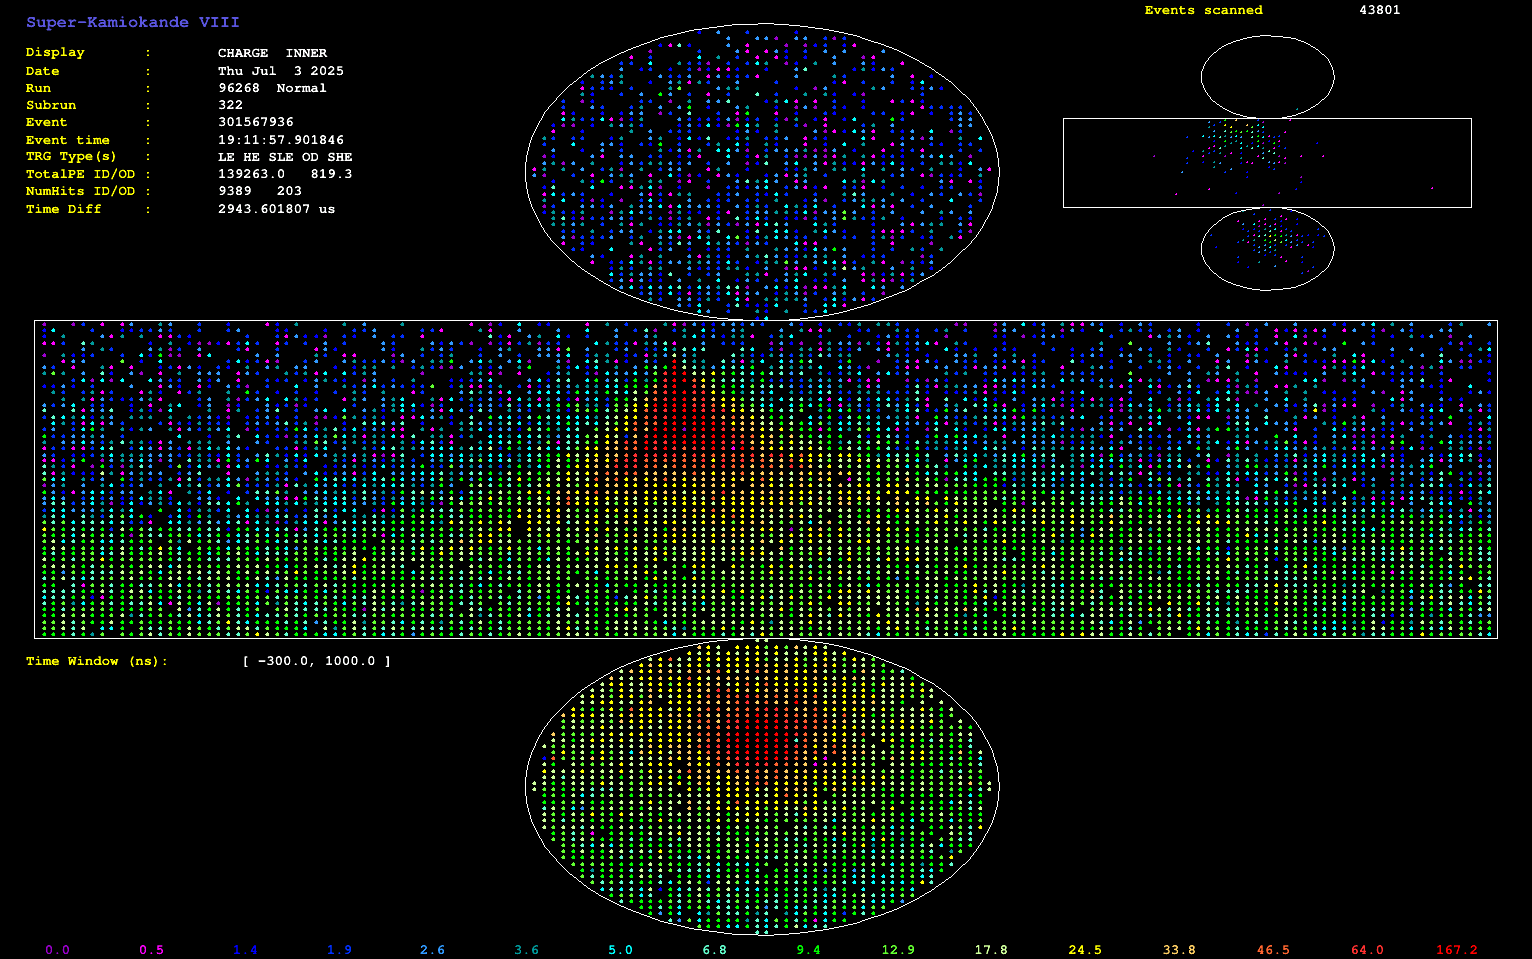 Super-Kamiokande VIII
Events scanned 43801
Display : CHARGE INNER
Date : Thu Jul 3 2025
Run : 96268 Normal
Subrun : 322
Event : 301567936
Event time : 19:11:57.901846
TRG Type(s) : LE HE SLE OD SHE
TotalPE ID/OD : 139263.0 819.3
NumHits ID/OD : 9389 203
Time Diff : 2943.601807 us
Time Window (ns): [ -300.0, 1000.0 ]
0.0 0.5 1.4 1.9 2.6 3.6 5.0 6.8 9.4 12.9 17.8 24.5 33.8 46.5 64.0 167.2